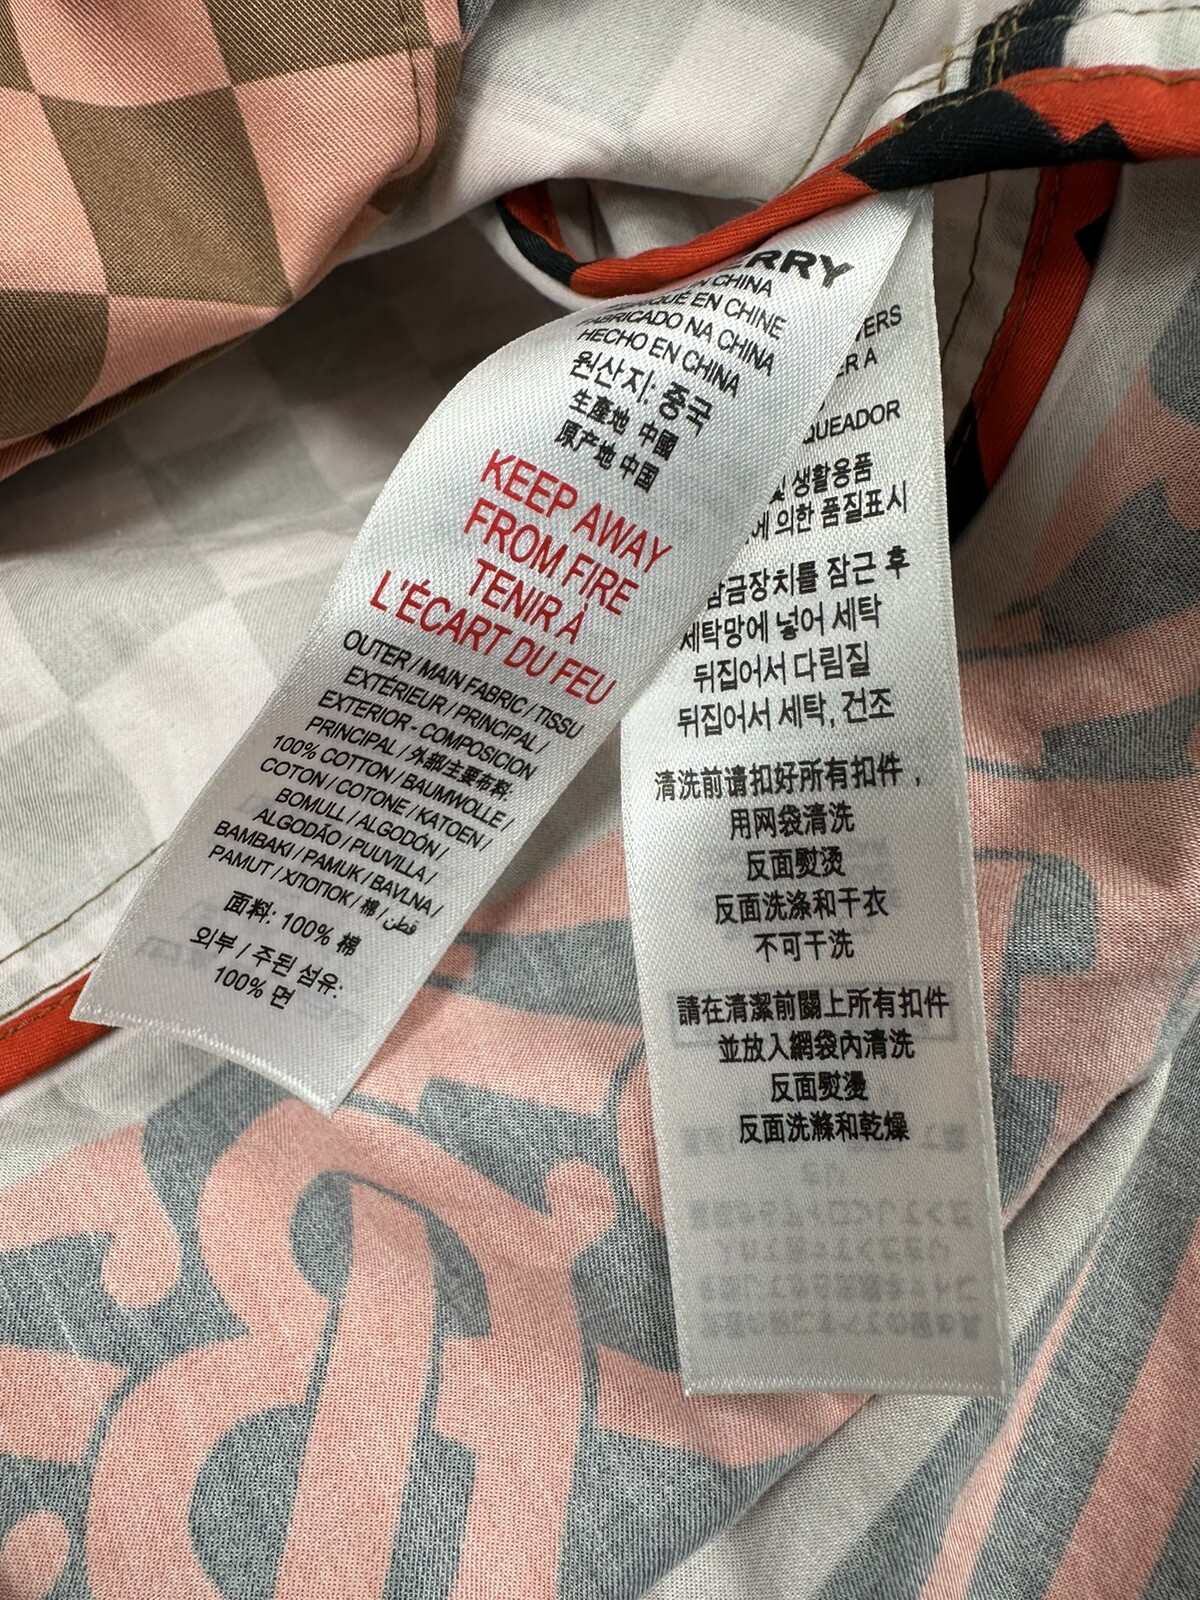 ERRY
CHINA
EN CHINE
FABRICADO NA CHINA
HECHO EN CHINA
원산지: 중국
生產地 中國
原产地 中國
KEEP AWAY
FROM FIRE
TENIR À
L'ÉCART DU FEU
OUTER / MAIN FABRIC / TISSU
EXTÉRIEUR / PRINCIPAL /
EXTERIOR - COMPOSICION
PRINCIPAL / 外部主要布料:
100% COTTON / BAUMWOLLE /
COTON / COTONE / KATOEN /
BOMULL / ALGODÓN /
ALGODÃO / PUUVILLA /
BAMBAKI / PAMUK / BAVLNA /
PAMUT / ХЛОПОК / 棉 / قطن
面料: 100% 棉
외부 / 주된 섬유:
100% 면
ERS
ER A
QUEADOR
및 생활용품
에 의한 품질표시
잠금장치를 잠근 후
세탁망에 넣어 세탁
뒤집어서 다림질
뒤집어서 세탁, 건조
清洗前请扣好所有扣件，
用网袋清洗
反面熨烫
反面洗涤和干衣
不可干洗
請在清潔前關上所有扣件
並放入網袋內清洗
反面熨燙
反面洗滌和乾燥